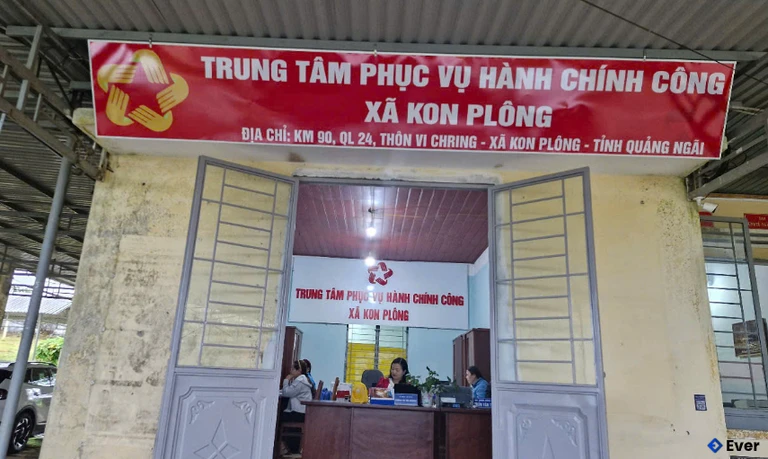 TRUNG TÂM PHỤC VỤ HÀNH CHÍNH CÔNG
XÃ KON PLÔNG
ĐỊA CHỈ: KM 90, QL 24, THÔN VI CHRING - XÃ KON PLÔNG - TỈNH QUẢNG NGÃI
TRUNG TÂM PHỤC VỤ HÀNH CHÍNH CÔNG
XÃ KON PLÔNG
Ever